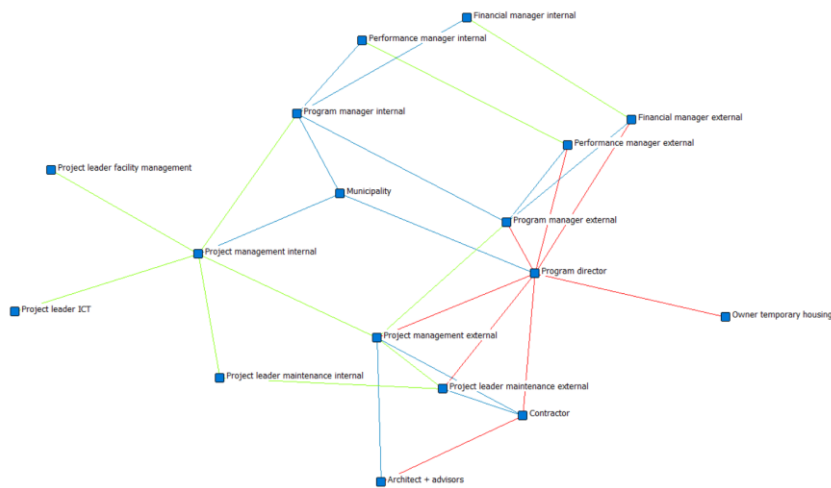 Financial manager internal
Performance manager internal
Program manager internal
Financial manager external
Performance manager external
Project leader facility management
Municipality
Program manager external
Project management internal
Program director
Project leader ICT
Owner temporary housing
Project management external
Project leader maintenance internal
Project leader maintenance external
Contractor
Architect + advisors